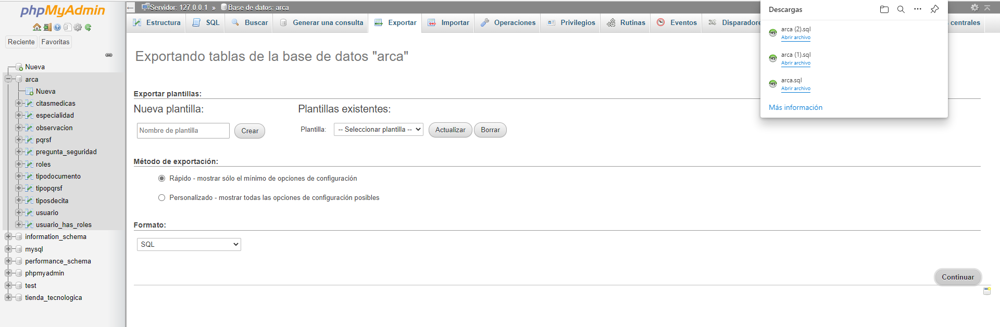 phpMyAdmin
Reciente
Favoritas
Nueva
arca
Nueva
citasmedicas
especialidad
observacion
pqrsf
pregunta_seguridad
roles
tipodocumento
tipopqrsf
tiposdecita
usuario
usuario_has_roles
information_schema
mysql
performance_schema
phpmyadmin
test
tienda_tecnologica
Servidor: 127.0.0.1 » Base de datos: arca
Estructura
SQL
Buscar
Generar una consulta
Exportar
Importar
Operaciones
Privilegios
Rutinas
Eventos
Disparadore
centrales
Exportando tablas de la base de datos "arca"
Exportar plantillas:
Nueva plantilla:
Nombre de plantilla
Crear
Plantillas existentes:
Plantilla:
-- Seleccionar plantilla --
Actualizar
Borrar
Método de exportación:
Rápido - mostrar sólo el mínimo de opciones de configuración
Personalizado - mostrar todas las opciones de configuración posibles
Formato:
SQL
Continuar
Descargas
HS
arca (2).sql
Abrir archivo
HS
arca (1).sql
Abrir archivo
HS
arca.sql
Abrir archivo
Más información